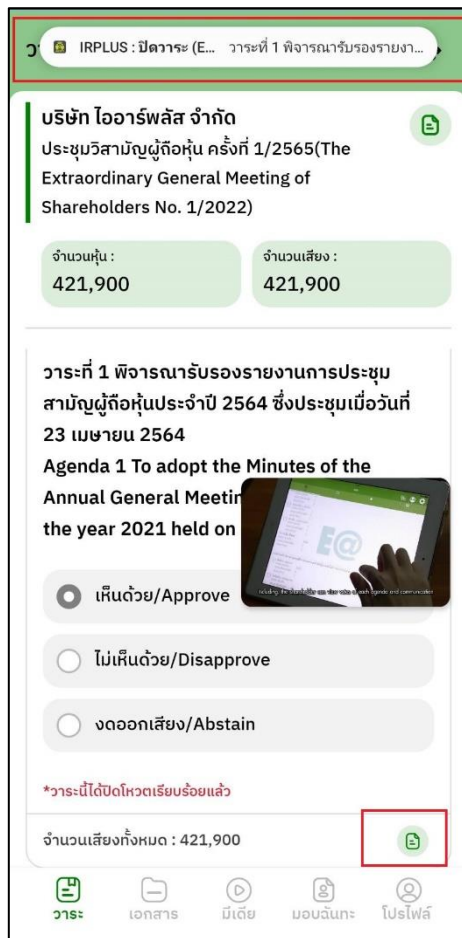 วา
IRPLUS : ปิดวาระ (E... วาระที่ 1 พิจารณารับรองรายงา...
บริษัท ไออาร์พลัส จำกัด
ประชุมวิสามัญผู้ถือหุ้น ครั้งที่ 1/2565(The
Extraordinary General Meeting of
Shareholders No. 1/2022)
จำนวนหุ้น :
421,900
จำนวนเสียง :
421,900
วาระที่ 1 พิจารณารับรองรายงานการประชุม
สามัญผู้ถือหุ้นประจำปี 2564 ซึ่งประชุมเมื่อวันที่
23 เมษายน 2564
Agenda 1 To adopt the Minutes of the
Annual General Meetin
the year 2021 held on
E@
including the shareholder can view votes of each agenda and communication
เห็นด้วย/Approve
ไม่เห็นด้วย/Disapprove
งดออกเสียง/Abstain
*วาระนี้ได้ปิดโหวตเรียบร้อยแล้ว
จำนวนเสียงทั้งหมด : 421,900
วาระ
เอกสาร
มีเดีย
มอบฉันทะ
โปรไฟล์